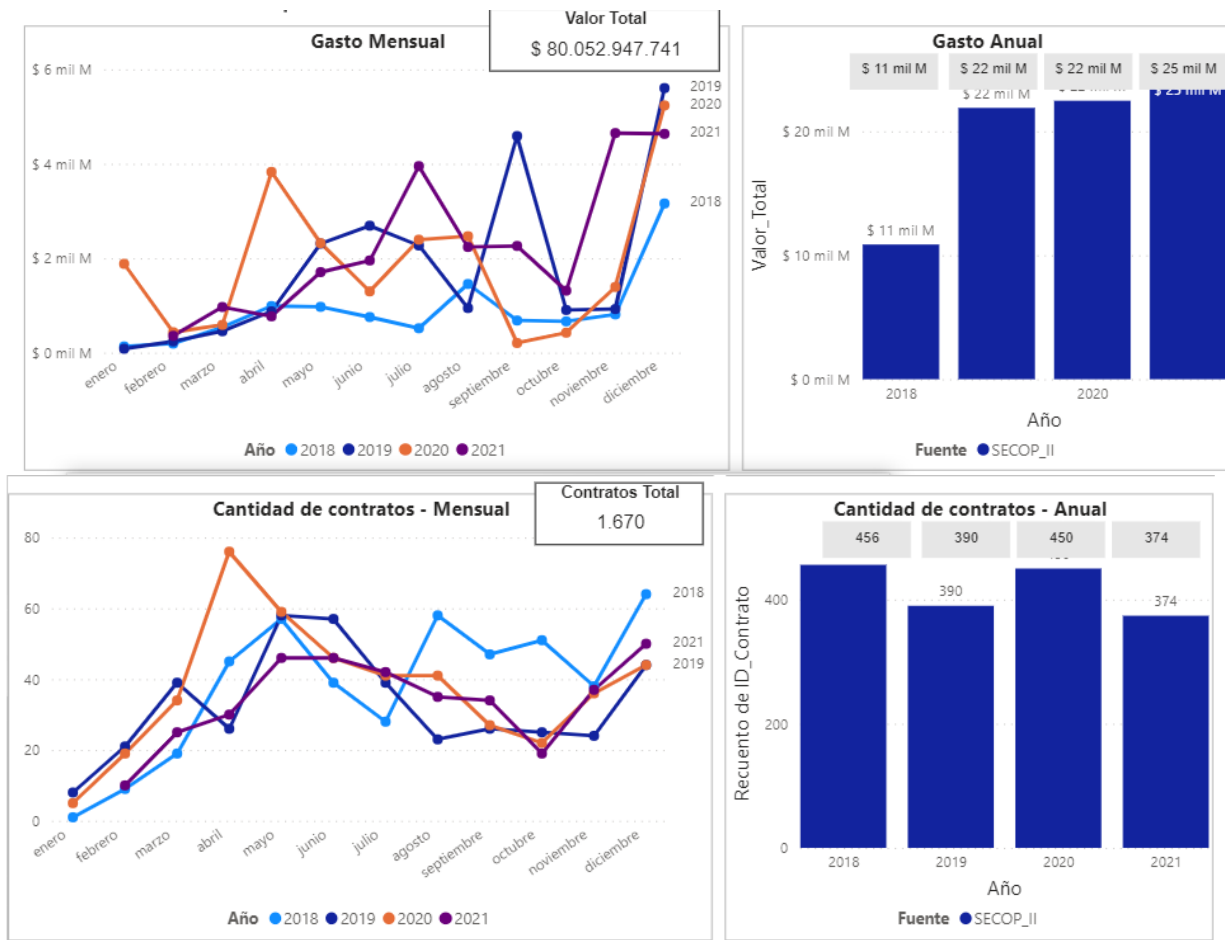 Valor Total
$ 80.052.947.741
Gasto Mensual
$ 6 mil M
$ 4 mil M
$ 2 mil M
$ 0 mil M
2019
2020
2021
2018
enero
febrero
marzo
abril
mayo
junio
julio
agosto
septiembre
octubre
noviembre
diciembre
Año 2018 2019 2020 2021
Gasto Anual
$ 11 mil M $ 22 mil M $ 22 mil M $ 25 mil M
$ 22 mil M
$ 20 mil M
$ 11 mil M
$ 10 mil M
$ 0 mil M
Valor_Total
2018 2020
Año
Fuente SECOP_II
Contratos Total
1.670
Cantidad de contratos - Mensual
80
60
40
20
0
2018
2021
2019
enero
febrero
marzo
abril
mayo
junio
julio
agosto
septiembre
octubre
noviembre
diciembre
Año 2018 2019 2020 2021
Cantidad de contratos - Anual
456 390 450 374
390
374
400
200
0
Recuento de ID_Contrato
2018 2019 2020 2021
Año
Fuente SECOP_II